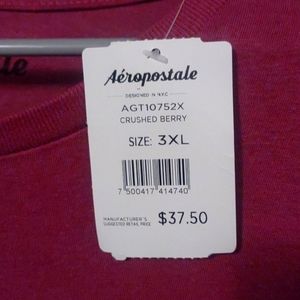 Aéropostale
DESIGNED IN NYC
AGT10752X
CRUSHED BERRY
SIZE: 3XL
7 500417 414740
MANUFACTURER'S
SUGGESTED RETAIL PRICE
$37.50